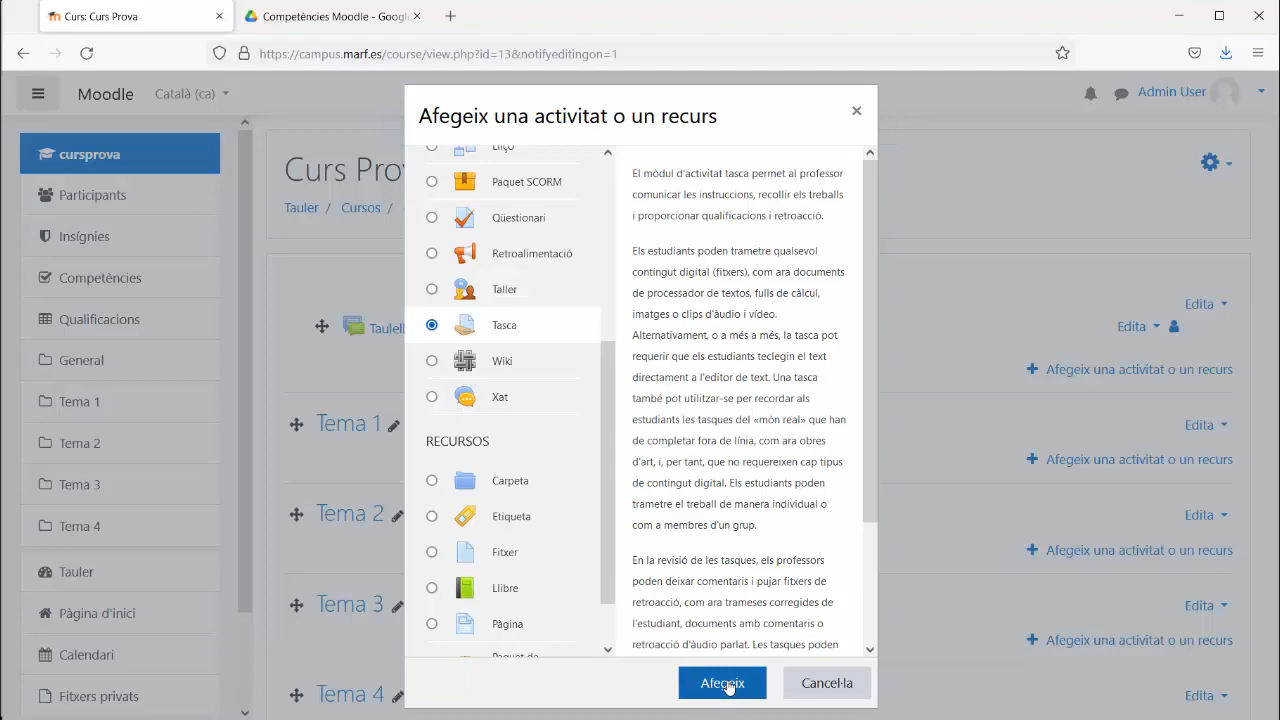 Curs: Curs Prova
Competències Moodle - Google
https://campus.marf.es/course/view.php?id=13&notifyeditingon=1
Moodle
Català (ca)
Admin User
cursprova
Participants
Insígnies
Competències
Qualificacions
General
Tema 1
Tema 2
Tema 3
Tema 4
Tauler
Pàgina d'inici
Calendari
Fitxers privats
Curs Pro
Tauler
Cursos
Taulell
Tema 1
Tema 2
Tema 3
Tema 4
Afegeix una activitat o un recurs
Lliçó
Paquet SCORM
Qüestionari
Retroalimentació
Taller
Tasca
Wiki
Xat
RECURSOS
Carpeta
Etiqueta
Fitxer
Llibre
Pàgina
Paquet de
El mòdul d'activitat tasca permet al professor
comunicar les instruccions, recollir els treballs
i proporcionar qualificacions i retroacció.
Els estudiants poden trametre qualsevol
contingut digital (fitxers), com ara documents
de processador de textos, fulls de càlcul,
imatges o clips d'àudio i vídeo.
Alternativament, o a més a més, la tasca pot
requerir que els estudiants teclegin el text
directament a l'editor de text. Una tasca
també pot utilitzar-se per recordar als
estudiants les tasques del «món real» que han
de completar fora de línia, com ara obres
d'art, i, per tant, que no requereixen cap tipus
de contingut digital. Els estudiants poden
trametre el treball de manera individual o
com a membres d'un grup.
En la revisió de les tasques, els professors
poden deixar comentaris i pujar fitxers de
retroacció, com ara trameses corregides de
l'estudiant, documents amb comentaris o
retroacció d'àudio parlat. Les tasques poden
Afegeix
Cancel·la
Edita
Edita
Afegeix una activitat o un recurs
Edita
Afegeix una activitat o un recurs
Edita
Afegeix una activitat o un recurs
Edita
Afegeix una activitat o un recurs
Edita